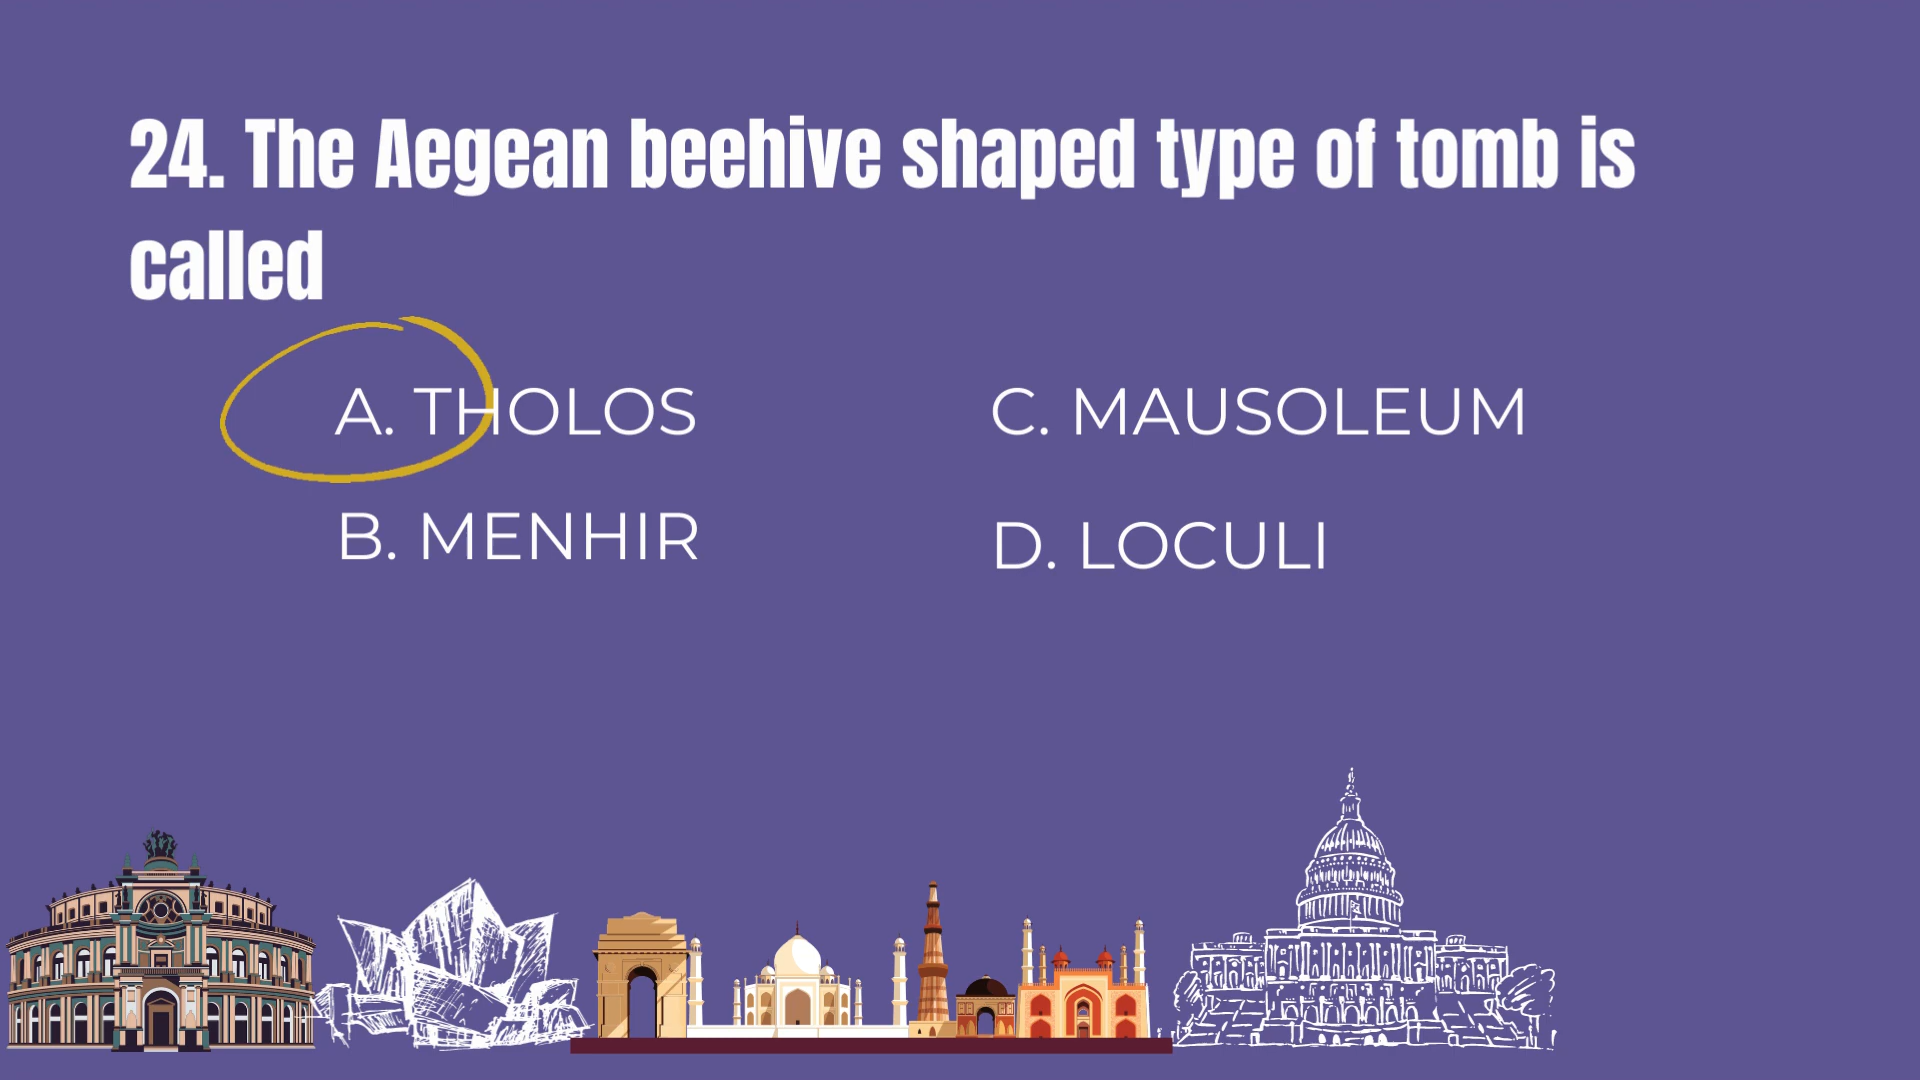 24. The Aegean beehive shaped type of tomb is
called
A. THOLOS
B. MENHIR
C. MAUSOLEUM
D. LOCULI